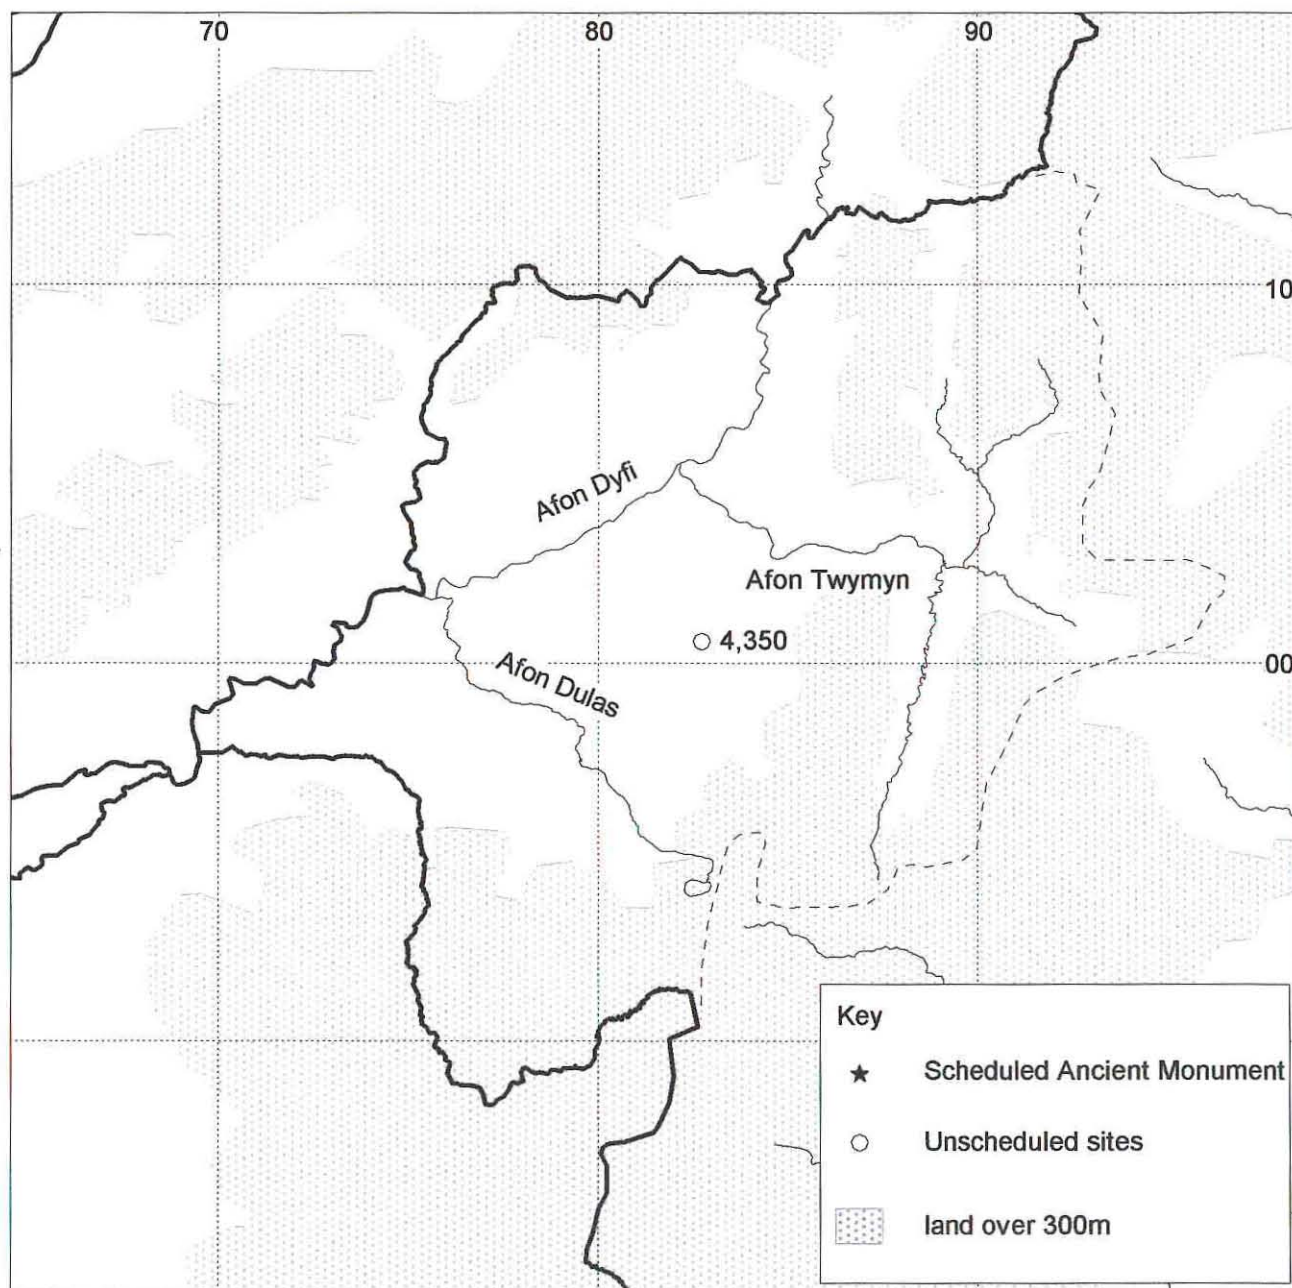 70
80
90
10
Afon Dyfi
Afon Twymyn
4,350
00
Afon Dulas
Key
Scheduled Ancient Monument
Unscheduled sites
land over 300m